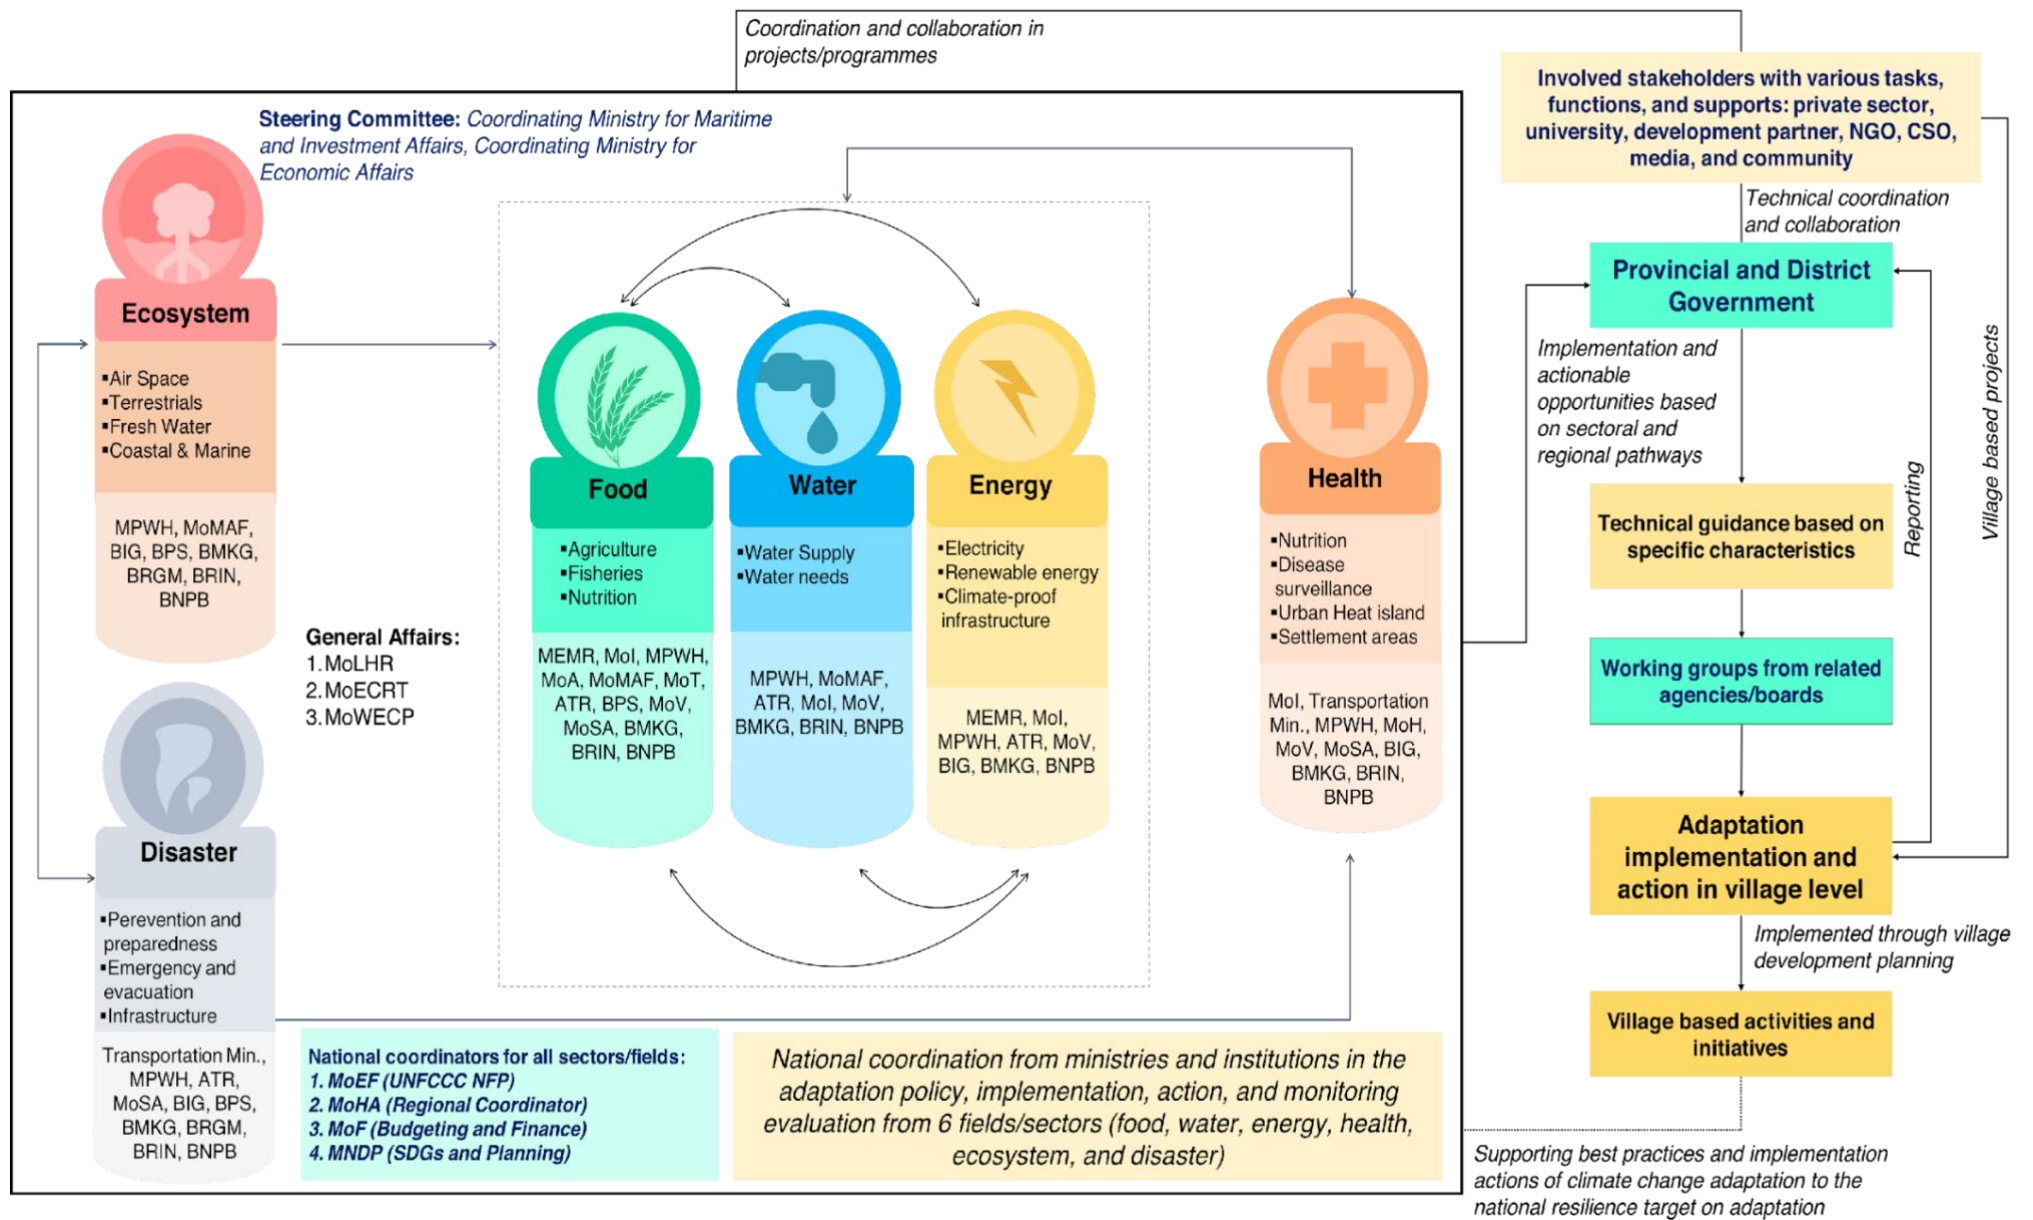 Coordination and collaboration in
projects/programmes
Steering Committee: Coordinating Ministry for Maritime
and Investment Affairs, Coordinating Ministry for
Economic Affairs
Ecosystem
▪Air Space
▪Terrestrials
▪Fresh Water
▪Coastal & Marine
MPWH, MoMAF,
BIG, BPS, BMKG,
BRGM, BRIN,
BNPB
Disaster
▪Perevention and
preparedness
▪Emergency and
evacuation
▪Infrastructure
Transportation Min.,
MPWH, ATR,
MoSA, BIG, BPS,
BMKG, BRGM,
BRIN, BNPB
General Affairs:
1. MoLHR
2. MoECRT
3. MoWECP
Food
▪Agriculture
▪Fisheries
▪Nutrition
MEMR, MoI, MPWH,
MoA, MoMAF, MoT,
ATR, BPS, MoV,
MoSA, BMKG,
BRIN, BNPB
Water
▪Water Supply
▪Water needs
MPWH, MoMAF,
ATR, MoI, MoV,
BMKG, BRIN, BNPB
Energy
▪Electricity
▪Renewable energy
▪Climate-proof
infrastructure
MEMR, MoI,
MPWH, ATR, MoV,
BIG, BMKG, BNPB
Health
▪Nutrition
▪Disease
surveillance
▪Urban Heat island
▪Settlement areas
MoI, Transportation
Min., MPWH, MoH,
MoV, MoSA, BIG,
BMKG, BRIN,
BNPB
National coordinators for all sectors/fields:
1. MoEF (UNFCCC NFP)
2. MoHA (Regional Coordinator)
3. MoF (Budgeting and Finance)
4. MNDP (SDGs and Planning)
National coordination from ministries and institutions in the
adaptation policy, implementation, action, and monitoring
evaluation from 6 fields/sectors (food, water, energy, health,
ecosystem, and disaster)
Involved stakeholders with various tasks,
functions, and supports: private sector,
university, development partner, NGO, CSO,
media, and community
Technical coordination
and collaboration
Provincial and District
Government
Implementation and
actionable
opportunities based
on sectoral and
regional pathways
Technical guidance based on
specific characteristics
Reporting
Village based projects
Working groups from related
agencies/boards
Adaptation
implementation and
action in village level
Implemented through village
development planning
Village based activities and
initiatives
Supporting best practices and implementation
actions of climate change adaptation to the
national resilience target on adaptation